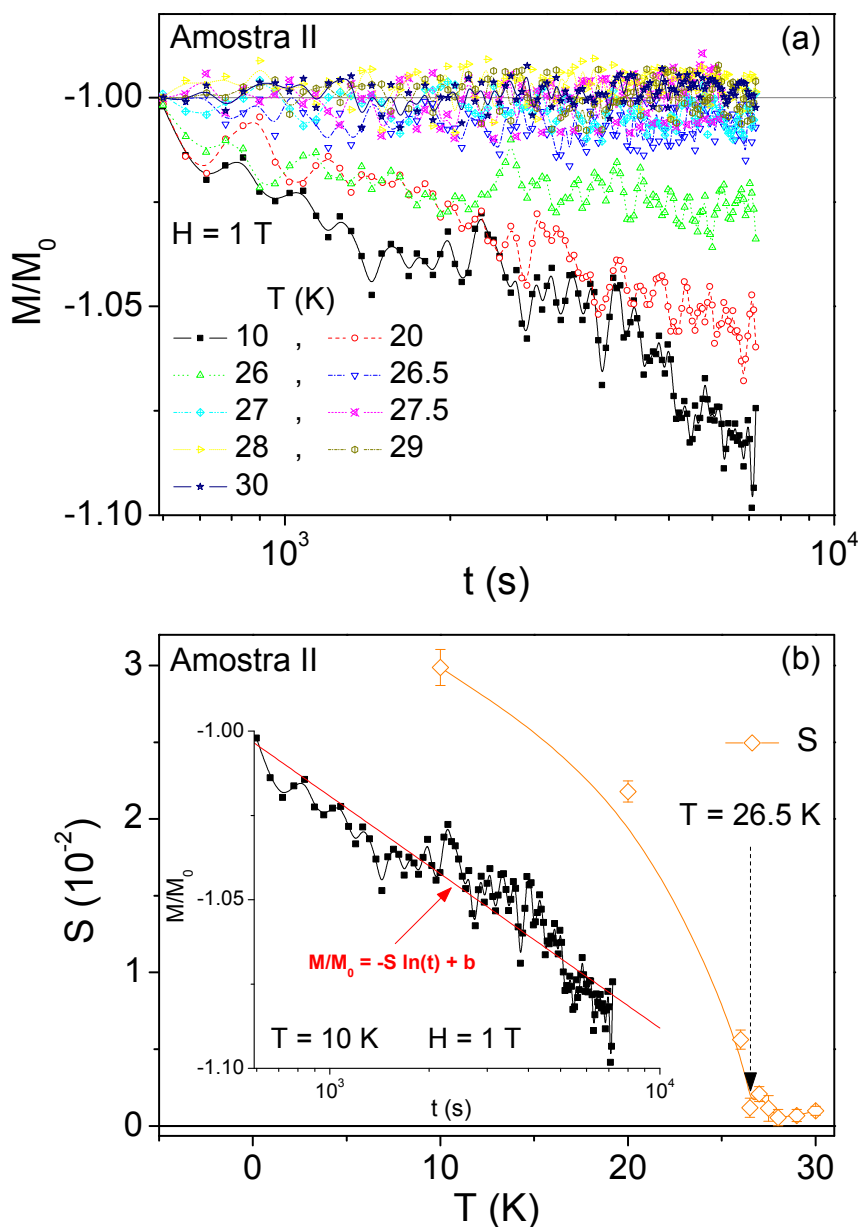 Amostra II (a)
-1.00
-1.05
-1.10
M/M₀
H = 1 T
T (K)
10 , 20
26 , 26.5
27 , 27.5
28 , 29
30
10³ 10⁴
t (s)
Amostra II (b)
3
2
1
0
S (10⁻²)
S
T = 26.5 K
-1.00
-1.05
-1.10
M/M₀
M/M₀ = -S ln(t) + b
T = 10 K H = 1 T
10³ 10⁴
t (s)
0 10 20 30
T (K)